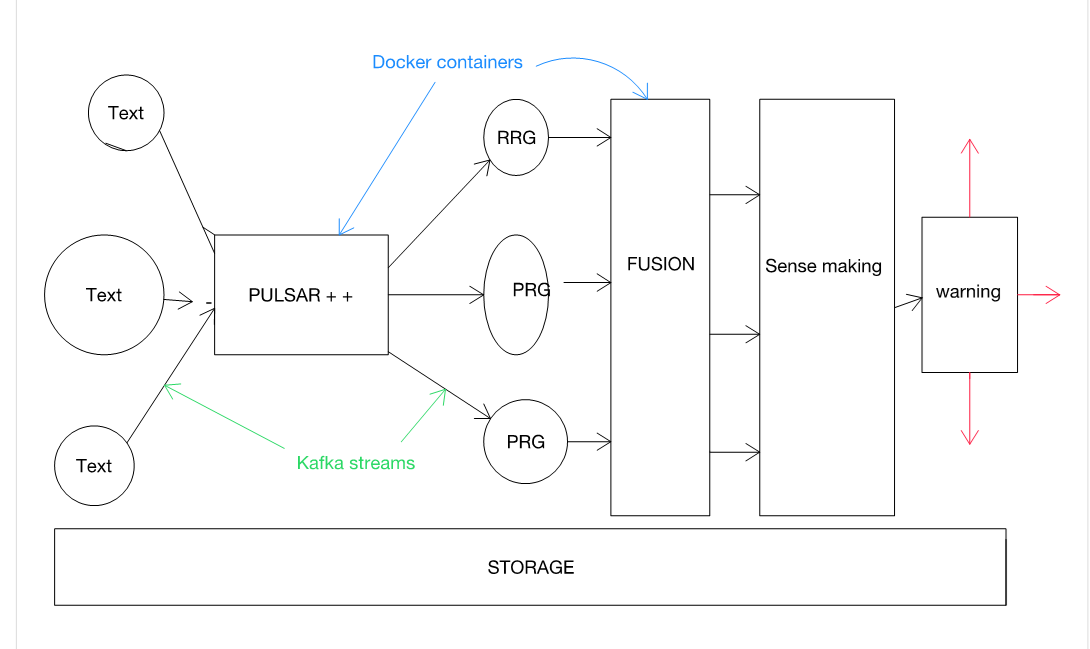 Docker containers
Text
RRG
Text
PULSAR + +
PRG
FUSION
Sense making
warning
Kafka streams
Text
PRG
STORAGE